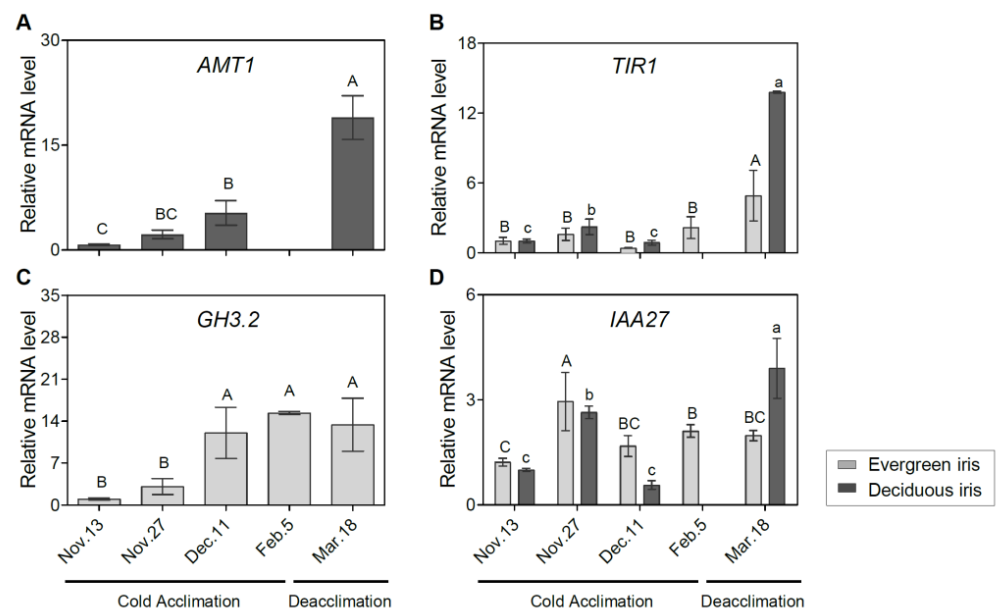 A
30
AMT1
A
Relative mRNA level
15
B
BC
C
0
B
18
TIR1
a
Relative mRNA level
12
A
6
B
b
B
B
c
B
c
0
C
35
GH3.2
Relative mRNA level
28
21
A
A
A
14
7
B
B
0
Nov.13
Nov.27
Dec.11
Feb.5
Mar.18
Cold Acclimation
Deacclimation
D
6
IAA27
a
Relative mRNA level
A
b
3
BC
B
BC
C
c
c
0
Nov.13
Nov.27
Dec.11
Feb.5
Mar.18
Cold Acclimation
Deacclimation
Evergreen iris
Deciduous iris